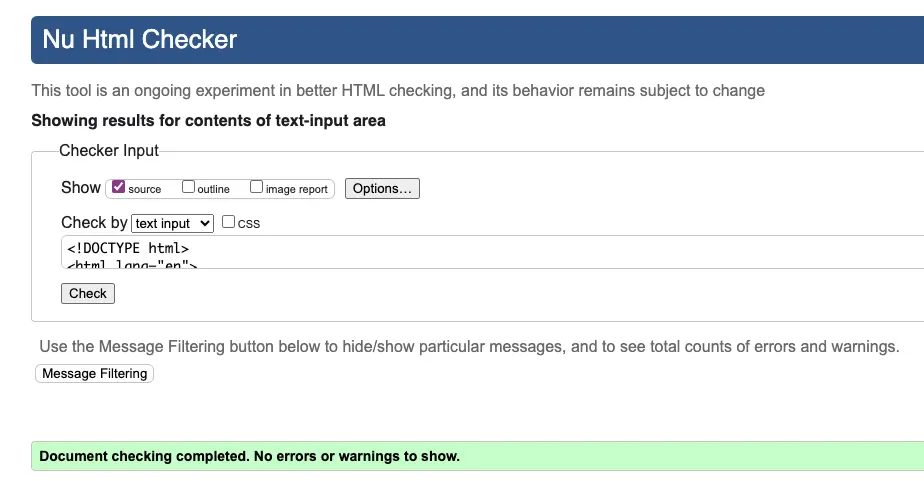 Nu Html Checker
This tool is an ongoing experiment in better HTML checking, and its behavior remains subject to change
Showing results for contents of text-input area
Checker Input
Show source outline image report Options...
Check by text input css
<!DOCTYPE html>
<html lang="en">
Check
Use the Message Filtering button below to hide/show particular messages, and to see total counts of errors and warnings.
Message Filtering
Document checking completed. No errors or warnings to show.